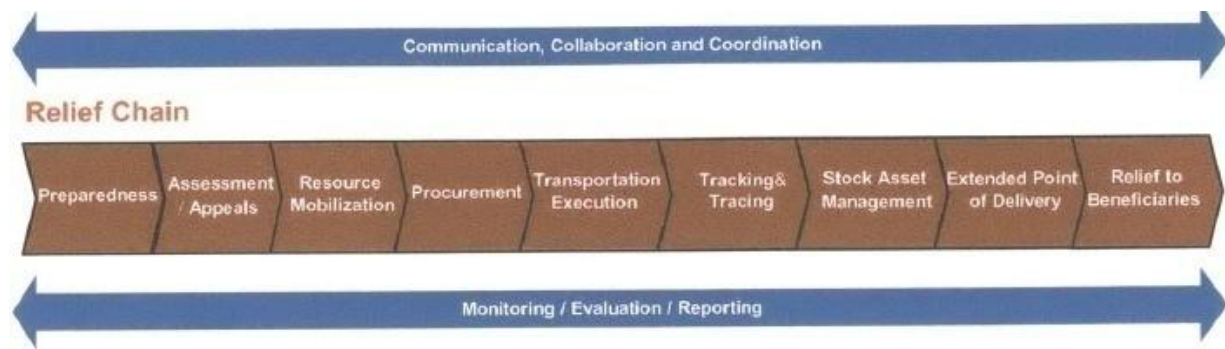 Communication, Collaboration and Coordination
Relief Chain
Preparedness
Assessment
/ Appeals
Resource
Mobilization
Procurement
Transportation
Execution
Tracking&
Tracing
Stock Asset
Management
Extended Point
of Delivery
Relief to
Beneficiaries
Monitoring / Evaluation / Reporting